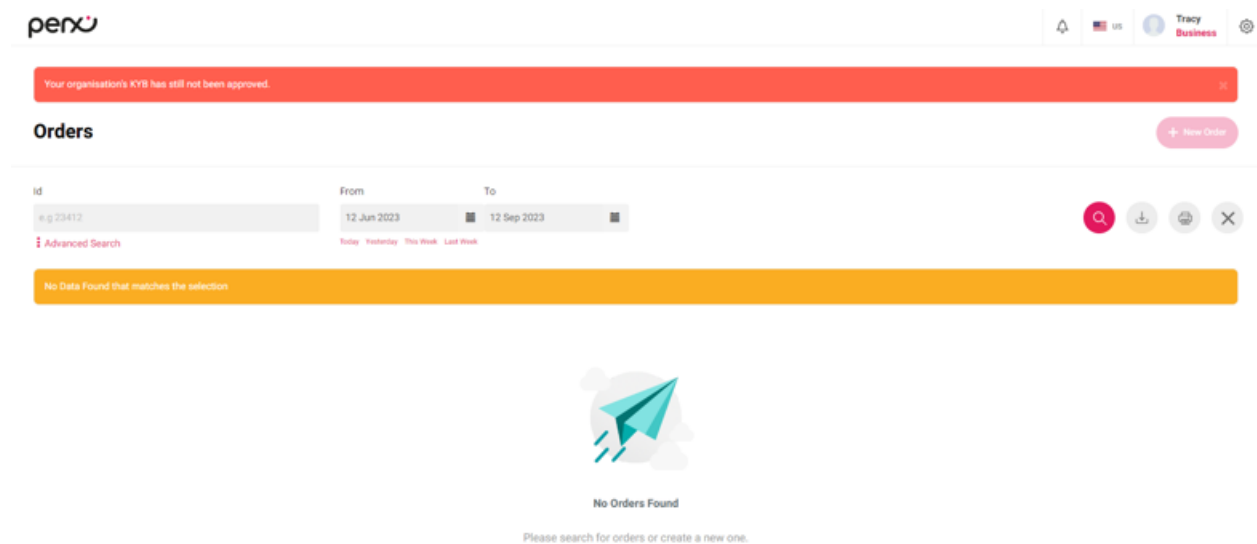 perx
us
Tracy
Business
Your organisation's KYB has still not been approved.
Orders
+ New Order
Id
From
To
e.g 23412
12 Jun 2023
12 Sep 2023
Advanced Search
Today Yesterday This Week Last Week
No Data Found that matches the selection
No Orders Found
Please search for orders or create a new one.